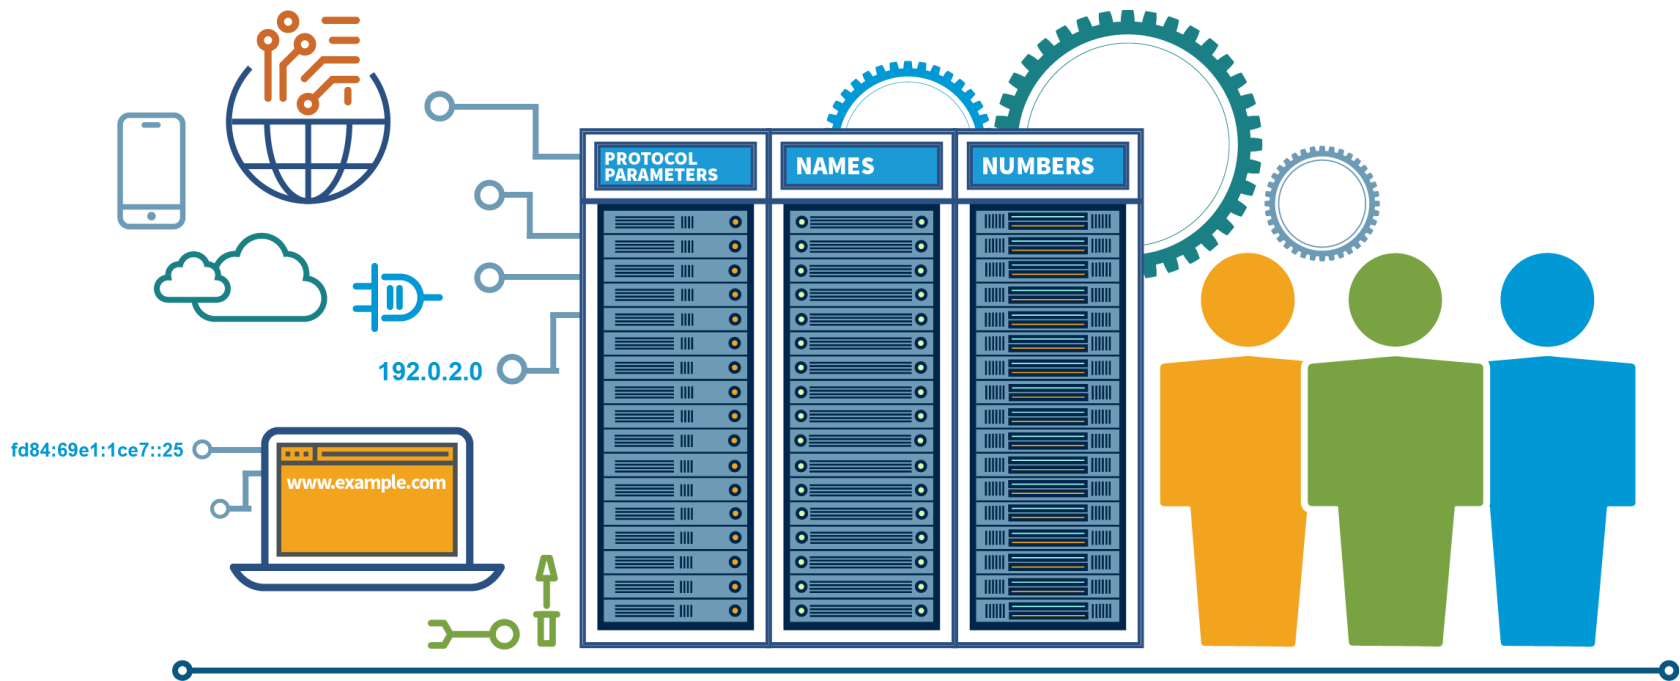 PROTOCOL
PARAMETERS
NAMES
NUMBERS
192.0.2.0
fd84:69e1:1ce7::25
www.example.com